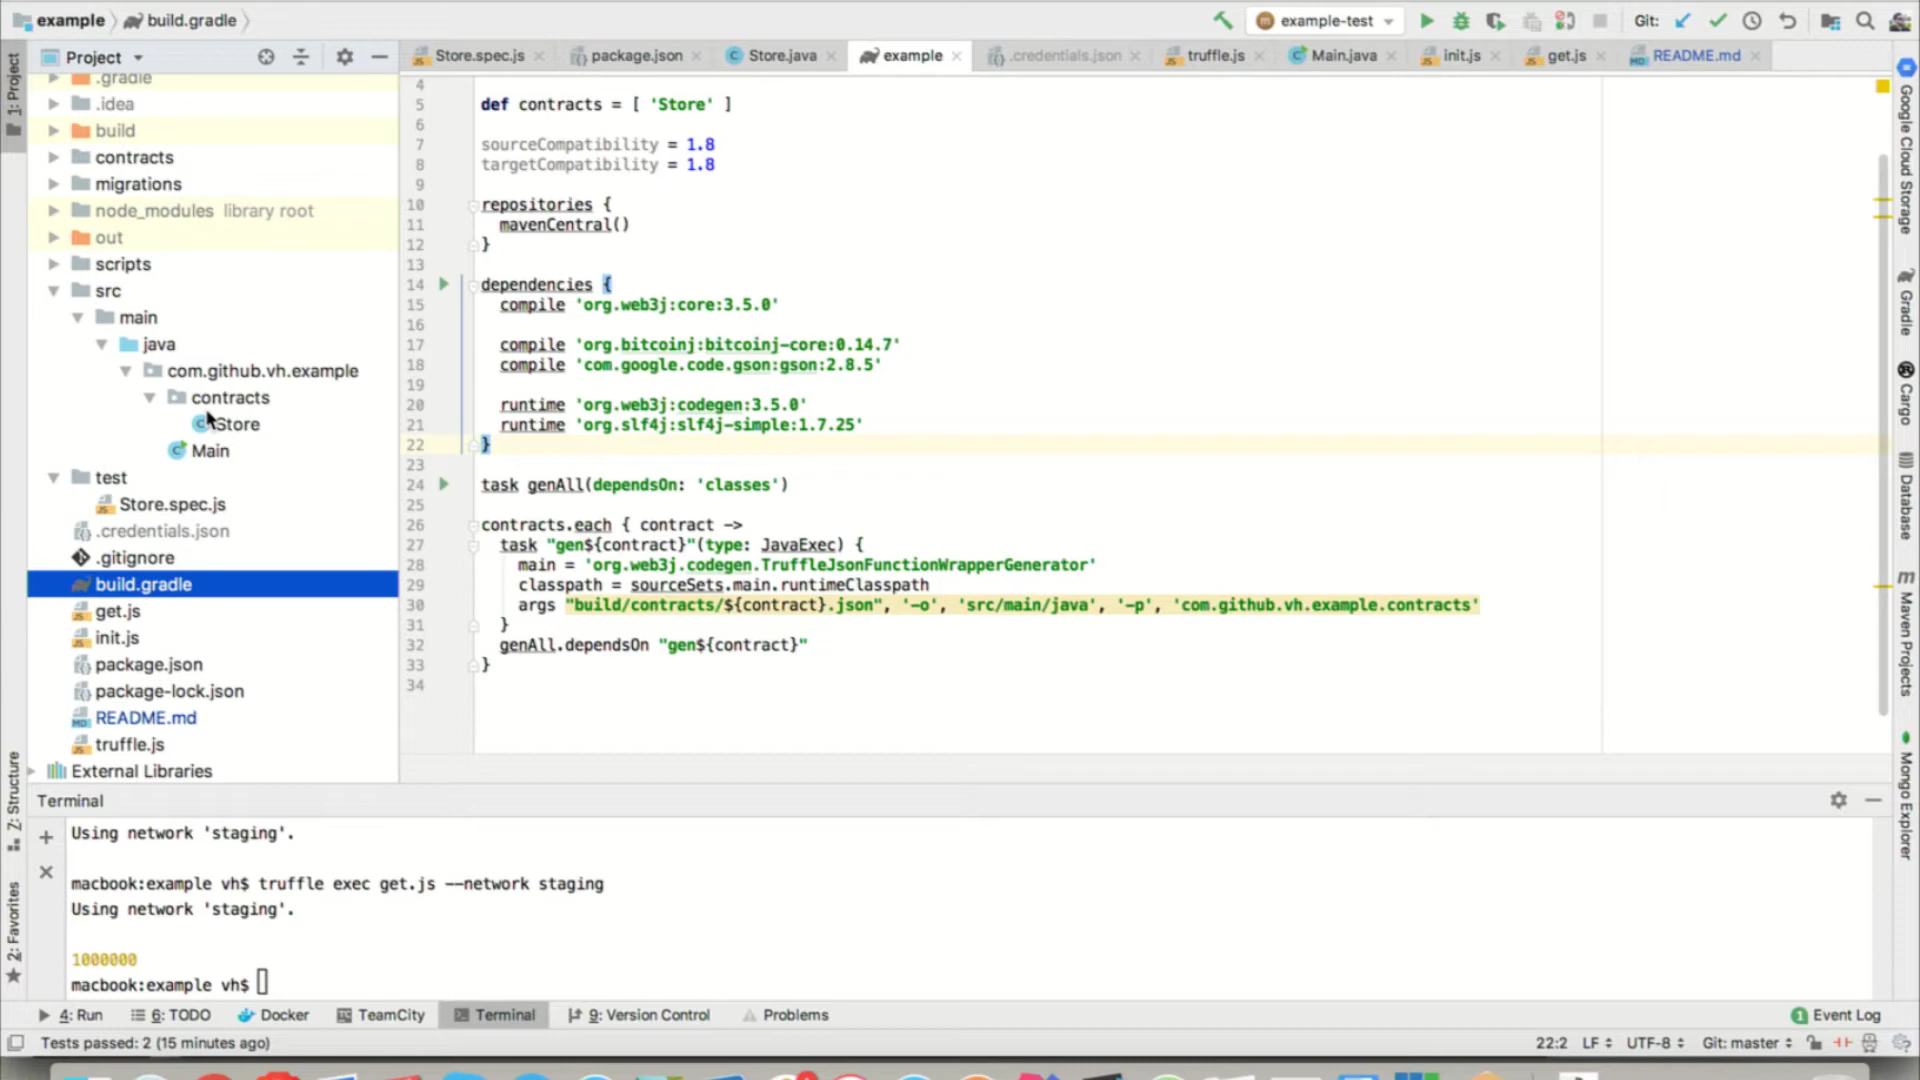 example build.gradle
example-test Git:
1: Project
Project
Store.spec.js package.json Store.java example .credentials.json truffle.js Main.java init.js get.js README.md
.gradle
.idea
build
contracts
migrations
node_modules library root
out
scripts
src
main
java
com.github.vh.example
contracts
Store
Main
test
Store.spec.js
.credentials.json
.gitignore
build.gradle
get.js
init.js
package.json
package-lock.json
README.md
truffle.js
External Libraries
4
5 def contracts = [ 'Store' ]
6
7 sourceCompatibility = 1.8
8 targetCompatibility = 1.8
9
10 repositories {
11 mavenCentral()
12 }
13
14 dependencies {
15 compile 'org.web3j:core:3.5.0'
16
17 compile 'org.bitcoinj:bitcoinj-core:0.14.7'
18 compile 'com.google.code.gson:gson:2.8.5'
19
20 runtime 'org.web3j:codegen:3.5.0'
21 runtime 'org.slf4j:slf4j-simple:1.7.25'
22 }
23
24 task genAll(dependsOn: 'classes')
25
26 contracts.each { contract ->
27 task "gen${contract}"(type: JavaExec) {
28 main = 'org.web3j.codegen.TruffleJsonFunctionWrapperGenerator'
29 classpath = sourceSets.main.runtimeClasspath
30 args "build/contracts/${contract}.json", '-o', 'src/main/java', '-p', 'com.github.vh.example.contracts'
31 }
32 genAll.dependsOn "gen${contract}"
33 }
34
Google Cloud Storage
Gradle
Cargo
Database
Maven Projects
Mongo Explorer
Z: Structure
2: Favorites
Terminal
Using network 'staging'.
macbook:example vh$ truffle exec get.js --network staging
Using network 'staging'.
1000000
macbook:example vh$
4: Run 6: TODO Docker TeamCity Terminal 9: Version Control Problems 1 Event Log
Tests passed: 2 (15 minutes ago) 22:2 LF UTF-8 Git: master